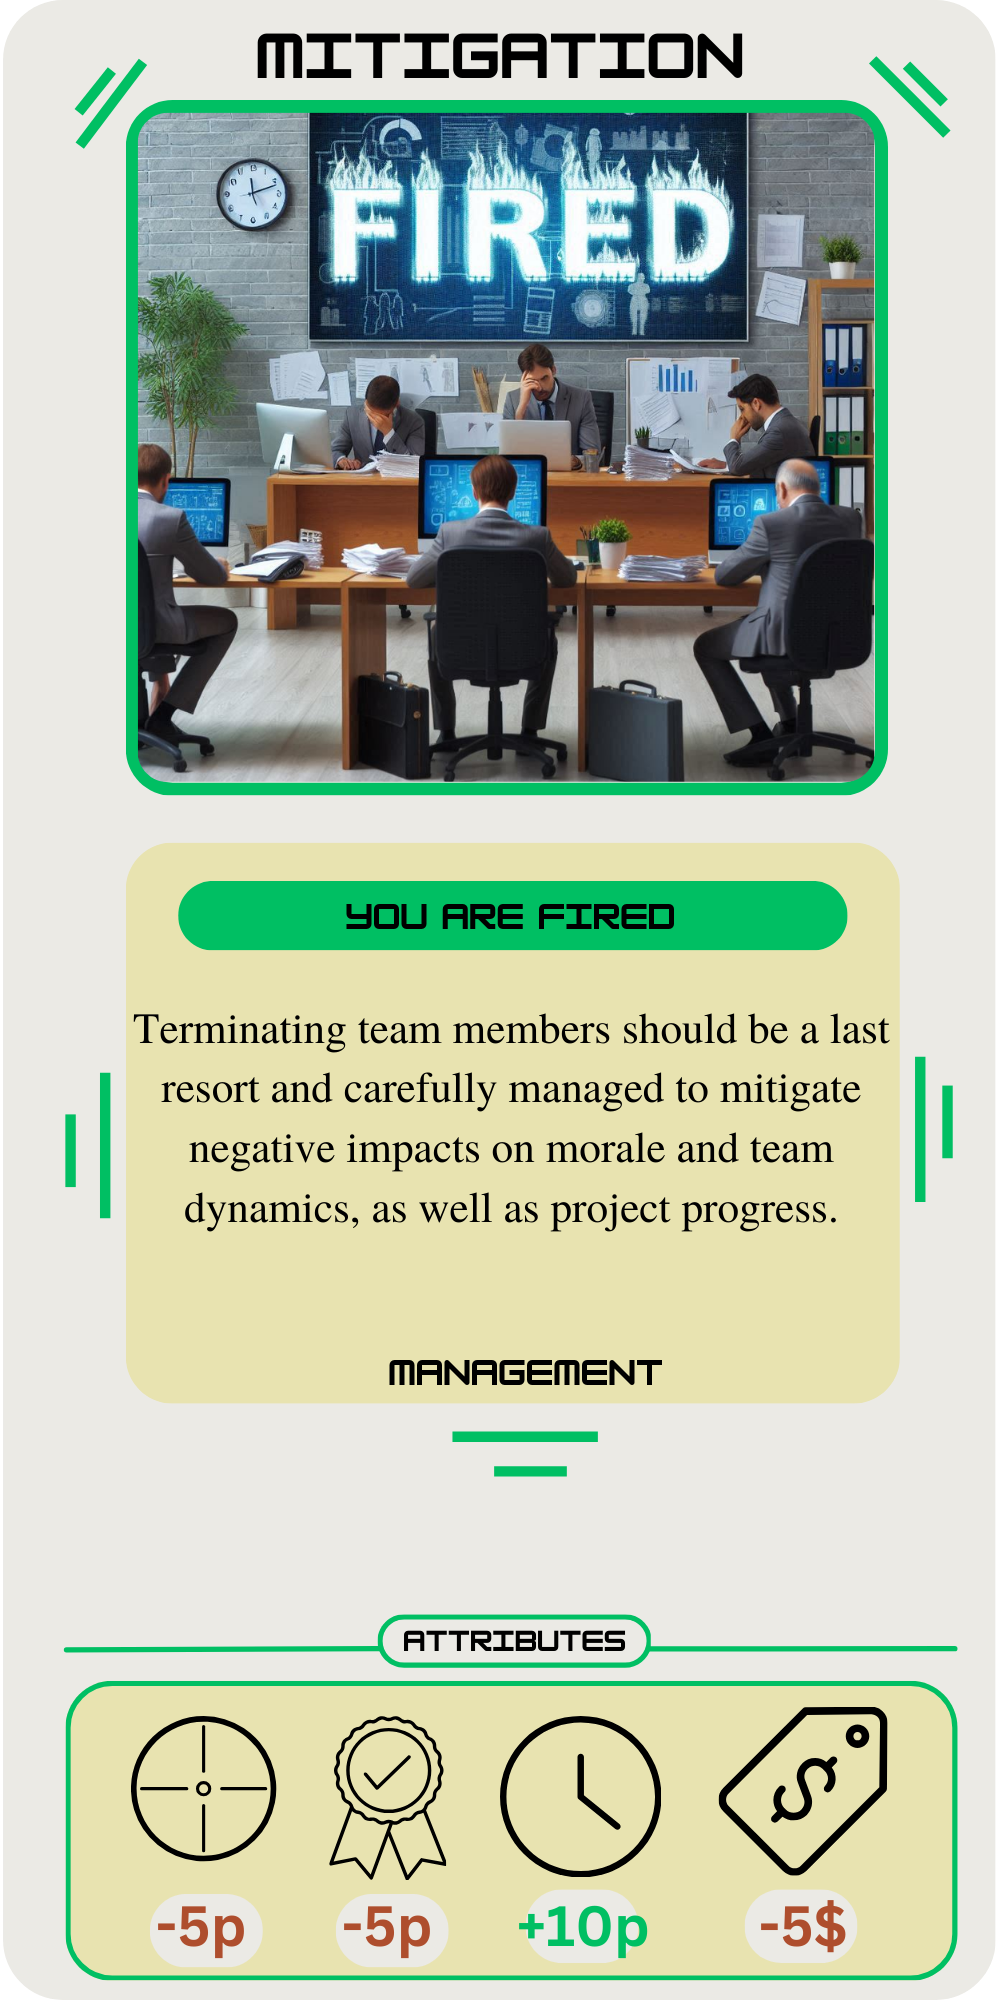 MITIGATION
FIRED
YOU ARE FIRED
Terminating team members should be a last
resort and carefully managed to mitigate
negative impacts on morale and team
dynamics, as well as project progress.
MANAGEMENT
ATTRIBUTES
-5p -5p +10p -5$